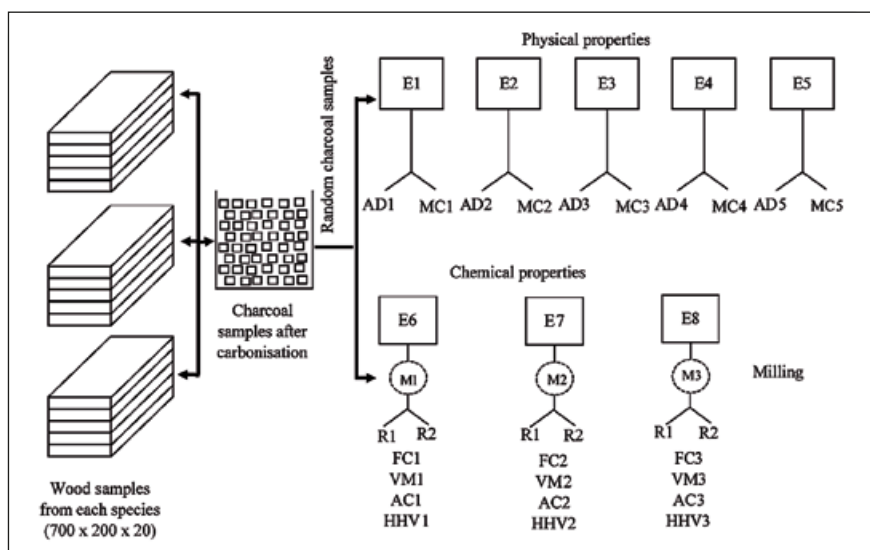 Physical properties
E1 E2 E3 E4 E5
Random charcoal samples
AD1 MC1 AD2 MC2 AD3 MC3 AD4 MC4 AD5 MC5
Chemical properties
Charcoal
samples after
carbonisation
E6 E7 E8
M1 M2 M3 Milling
R1 R2 R1 R2 R1 R2
FC1 FC2 FC3
VM1 VM2 VM3
AC1 AC2 AC3
HHV1 HHV2 HHV3
Wood samples
from each species
(700 x 200 x 20)